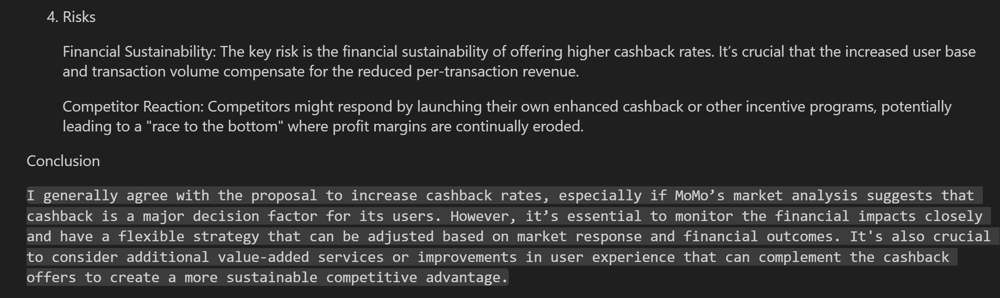 4. Risks
Financial Sustainability: The key risk is the financial sustainability of offering higher cashback rates. It’s crucial that the increased user base
and transaction volume compensate for the reduced per-transaction revenue.
Competitor Reaction: Competitors might respond by launching their own enhanced cashback or other incentive programs, potentially
leading to a "race to the bottom" where profit margins are continually eroded.
Conclusion
I generally agree with the proposal to increase cashback rates, especially if MoMo’s market analysis suggests that
cashback is a major decision factor for its users. However, it’s essential to monitor the financial impacts closely
and have a flexible strategy that can be adjusted based on market response and financial outcomes. It's also crucial
to consider additional value-added services or improvements in user experience that can complement the cashback
offers to create a more sustainable competitive advantage.